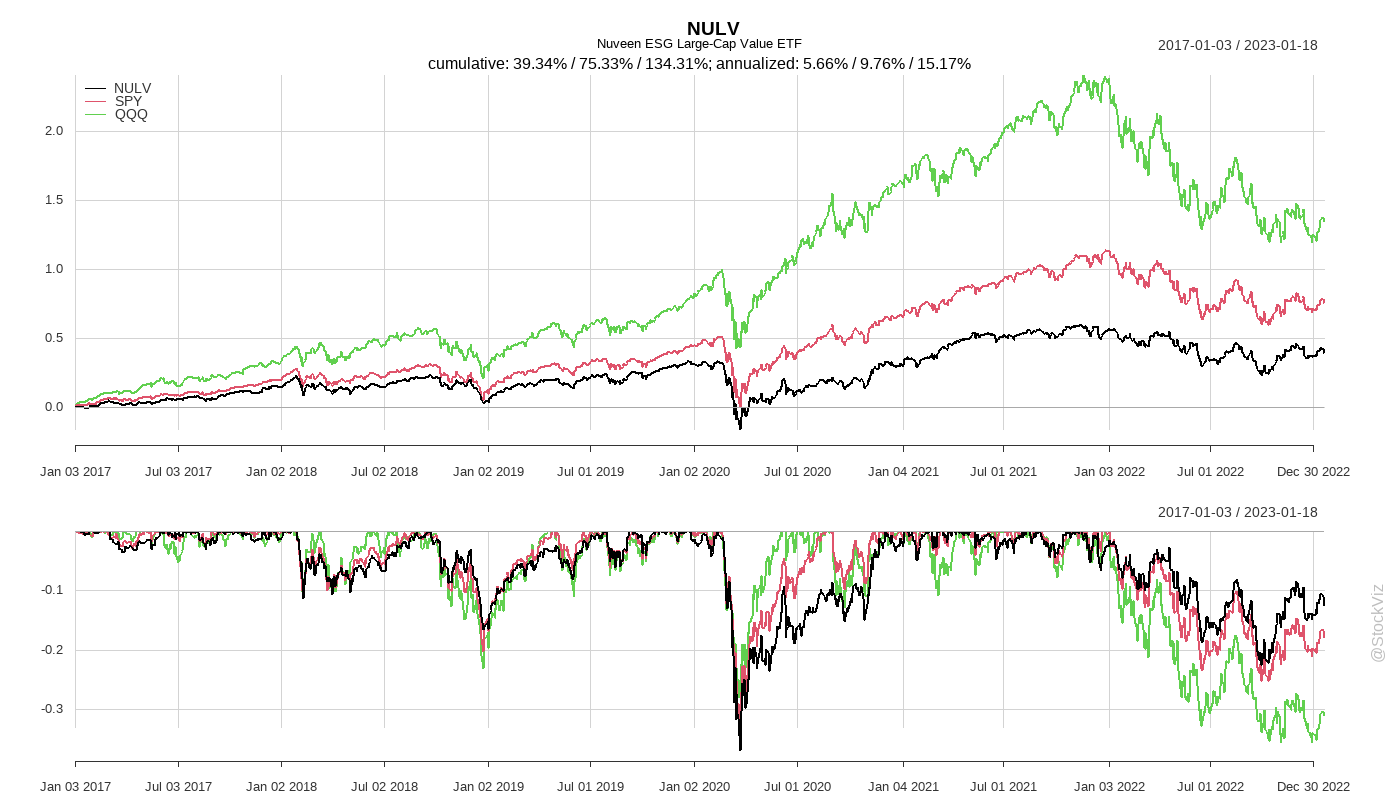 NULV
Nuveen ESG Large-Cap Value ETF
2017-01-03 / 2023-01-18
cumulative: 39.34% / 75.33% / 134.31%; annualized: 5.66% / 9.76% / 15.17%
NULV
SPY
QQQ
2.0
1.5
1.0
0.5
0.0
Jan 03 2017 Jul 03 2017 Jan 02 2018 Jul 02 2018 Jan 02 2019 Jul 01 2019 Jan 02 2020 Jul 01 2020 Jan 04 2021 Jul 01 2021 Jan 03 2022 Jul 01 2022 Dec 30 2022
2017-01-03 / 2023-01-18
-0.1
-0.2
-0.3
Jan 03 2017 Jul 03 2017 Jan 02 2018 Jul 02 2018 Jan 02 2019 Jul 01 2019 Jan 02 2020 Jul 01 2020 Jan 04 2021 Jul 01 2021 Jan 03 2022 Jul 01 2022 Dec 30 2022
@StockViz